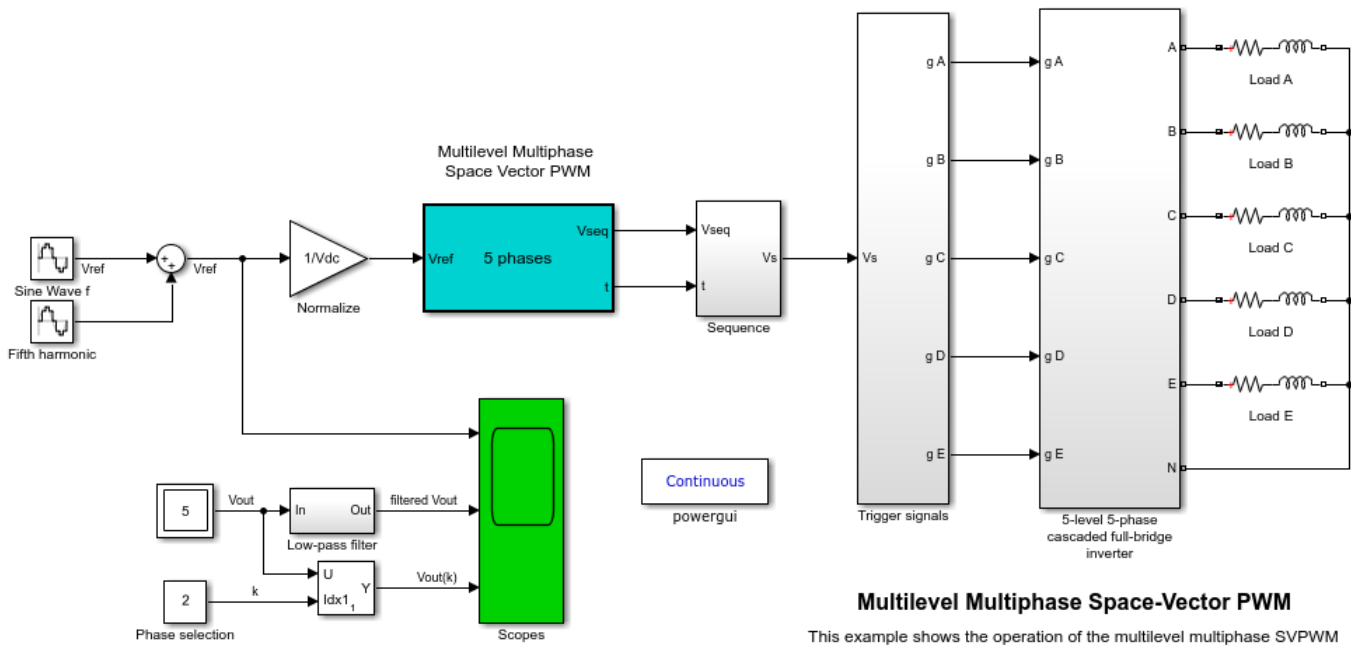 Multilevel Multiphase
Space Vector PWM
Sine Wave f
Vref
Fifth harmonic
+
+
Vref
1/Vdc
Normalize
Vref
5 phases
Vseq
t
Vseq
t
Vs
Sequence
Vs
g A
g B
g C
g D
g E
Trigger signals
g A
g B
g C
g D
g E
A
B
C
D
E
N
5-level 5-phase
cascaded full-bridge
inverter
+
Load A
+
Load B
+
Load C
+
Load D
+
Load E
5
Vout
In
Out
Low-pass filter
filtered Vout
2
Phase selection
k
U
Idx1
1
Y
Vout(k)
Scopes
Continuous
powergui
Multilevel Multiphase Space-Vector PWM
This example shows the operation of the multilevel multiphase SVPWM